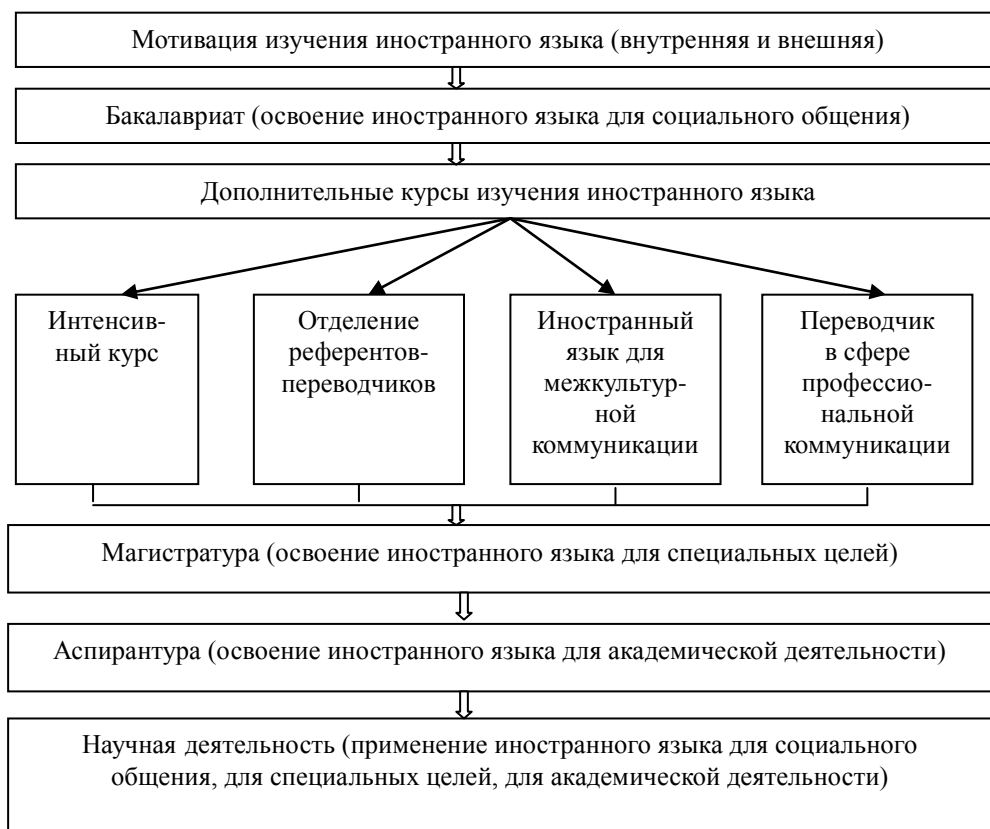 Мотивация изучения иностранного языка (внутренняя и внешняя)
Бакалавриат (освоение иностранного языка для социального общения)
Дополнительные курсы изучения иностранного языка
Интенсив-
ный курс
Отделение
референтов-
переводчиков
Иностранный
язык для
межкультур-
ной
коммуникации
Переводчик
в сфере
профессио-
нальной
коммуникации
Магистратура (освоение иностранного языка для специальных целей)
Аспирантура (освоение иностранного языка для академической деятельности)
Научная деятельность (применение иностранного языка для социального
общения, для специальных целей, для академической деятельности)